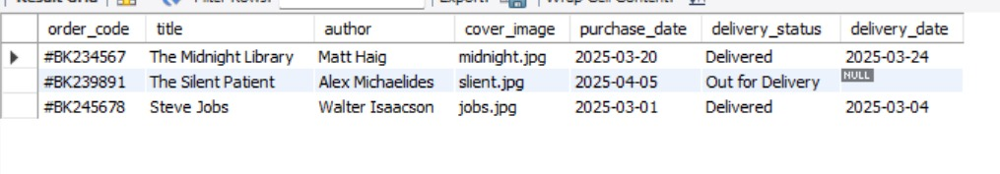 Result Grid Filter Rows: Export: Wrap Cell Content:
order_code title author cover_image purchase_date delivery_status delivery_date
#BK234567 The Midnight Library Matt Haig midnight.jpg 2025-03-20 Delivered 2025-03-24
#BK239891 The Silent Patient Alex Michaelides slient.jpg 2025-04-05 Out for Delivery NULL
#BK245678 Steve Jobs Walter Isaacson jobs.jpg 2025-03-01 Delivered 2025-03-04